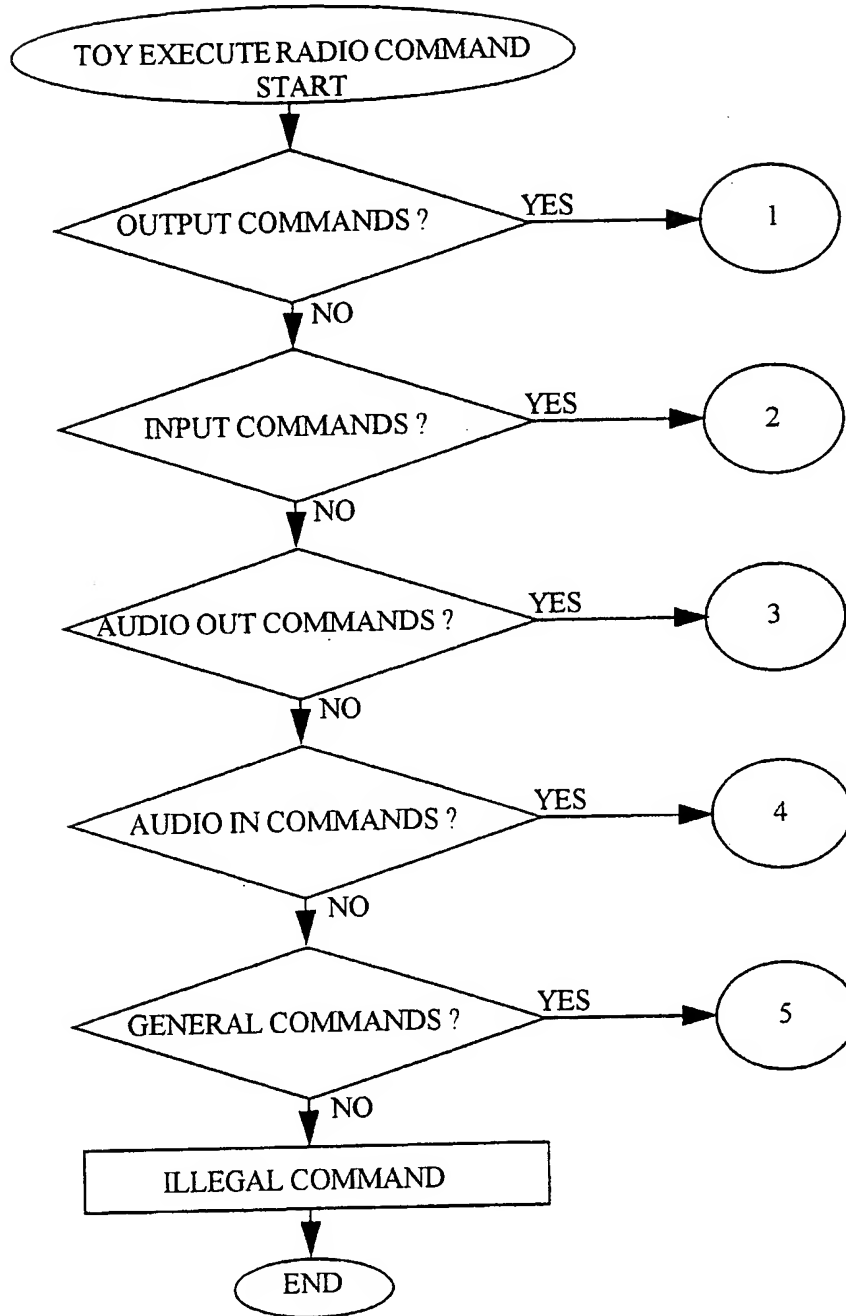 TOY EXECUTE RADIO COMMAND
START
OUTPUT COMMANDS ?
YES
1
NO
INPUT COMMANDS ?
YES
2
NO
AUDIO OUT COMMANDS ?
YES
3
NO
AUDIO IN COMMANDS ?
YES
4
NO
GENERAL COMMANDS ?
YES
5
NO
ILLEGAL COMMAND
END